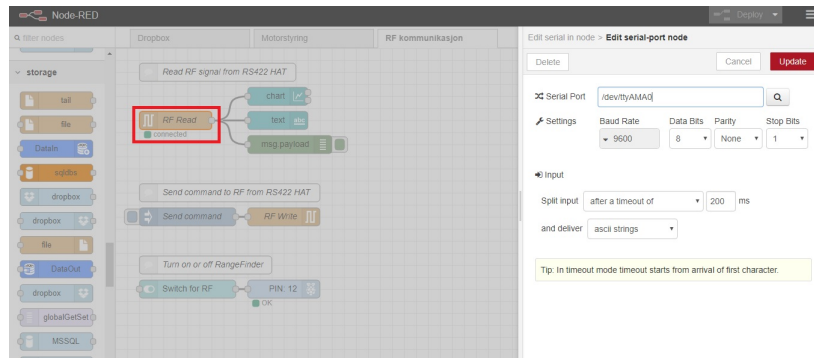 Node-RED
Deploy
filter nodes
storage
tail
file
DataIn
sqldbs
dropbox
dropbox
file
DataOut
dropbox
globalGetSet
MSSQL
Dropbox
Motorstyring
RF kommunikasjon
Read RF signal from RS422 HAT
RF Read
connected
chart
text
abc
msg.payload
Send command to RF from RS422 HAT
Send command
RF Write
Turn on or off RangeFinder
Switch for RF
PIN: 12
OK
Edit serial in node > Edit serial-port node
Delete
Cancel
Update
Serial Port
/dev/ttyAMA0
Settings
Baud Rate
Data Bits
Parity
Stop Bits
9600
8
None
1
Input
Split input
after a timeout of
200
ms
and deliver
ascii strings
Tip: In timeout mode timeout starts from arrival of first character.